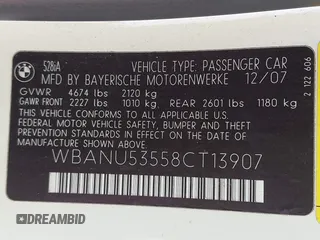 528iA
VEHICLE TYPE: PASSENGER CAR
MFD BY BAYERISCHE MOTORENWERKE 12/07
GVWR 4674 lbs 2120 kg
GAWR FRONT 2227 lbs 1010 kg REAR 2601 lbs 1180 kg
THIS VEHICLE CONFORMS TO ALL APPLICABLE
FEDERAL MOTOR VEHICLE SAFETY, BUMPER,
AND THEFT PREVENTION STANDARDS IN EFFECT
ON THE DATE OF MANUFACTURE SHOWN ABOVE.
WBANU53558CT13907
2 122 606
DREAMBID